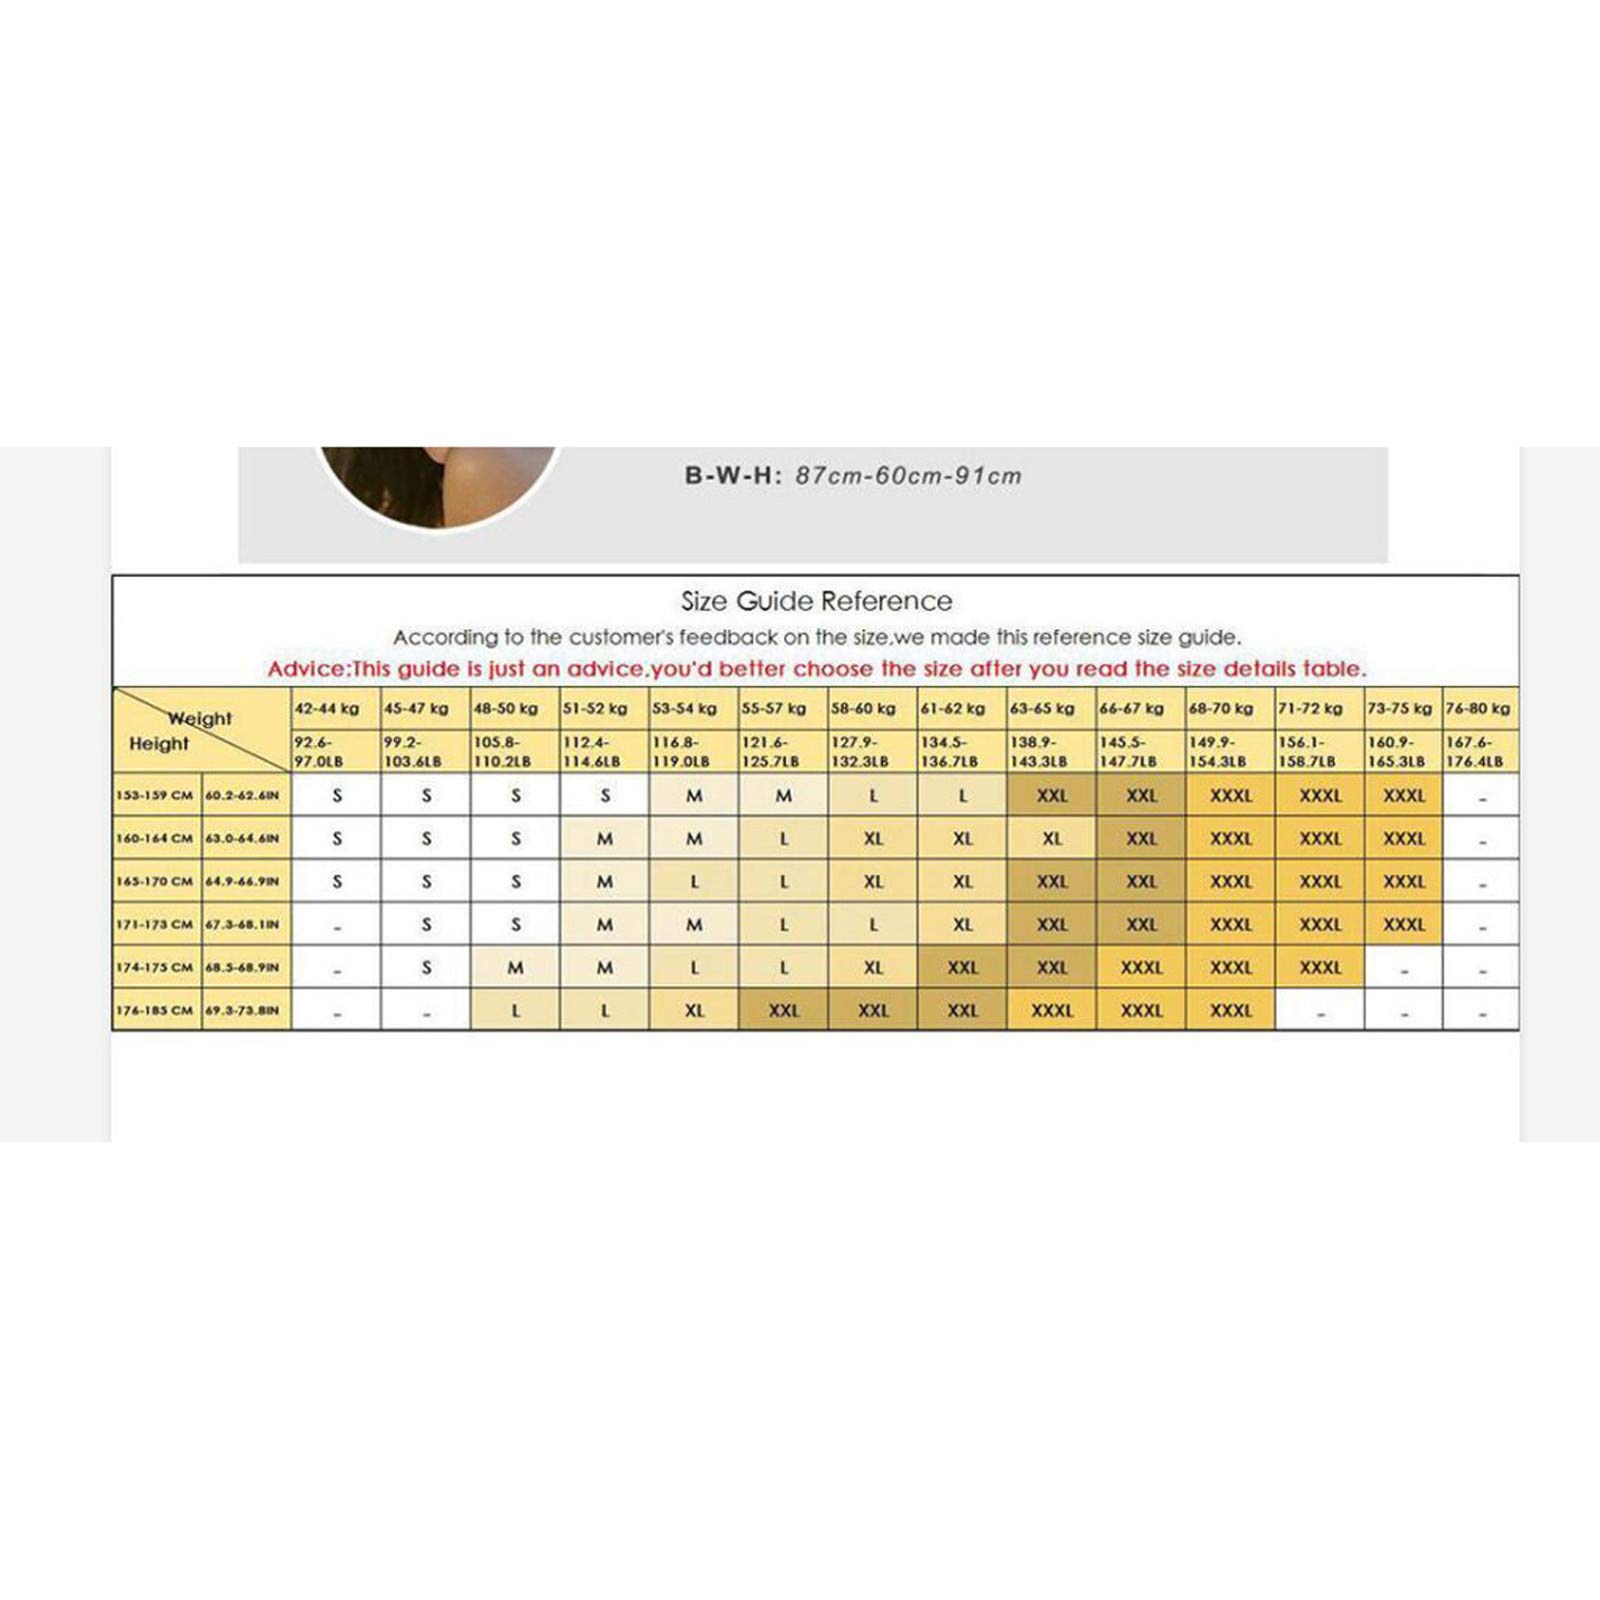 B-W-H: 87cm-60cm-91cm
Size Guide Reference
According to the customer's feedback on the size,we made this reference size guide.
Advice:This guide is just an advice,you'd better choose the size after you read the size details table.
Weight 42-44 kg 45-47 kg 48-50 kg 51-52 kg 53-54 kg 55-57 kg 58-60 kg 61-62 kg 63-65 kg 66-67 kg 68-70 kg 71-72 kg 73-75 kg 76-80 kg
Height 92.6- 99.2- 105.8- 112.4- 116.8- 121.6- 127.9- 134.5- 138.9- 145.5- 149.9- 156.1- 160.9- 167.6-
97.0LB 103.6LB 110.2LB 114.6LB 119.0LB 125.7LB 132.3LB 136.7LB 143.3LB 147.7LB 154.3LB 158.7LB 165.3LB 176.4LB
153-159 CM 60.2-62.6IN S S S S M M L L XXL XXL XXXL XXXL XXXL -
160-164 CM 63.0-64.6IN S S S M M L XL XL XL XXL XXXL XXXL XXXL -
165-170 CM 64.9-66.9IN S S S M L L XL XL XXL XXL XXXL XXXL XXXL -
171-173 CM 67.3-68.1IN - S S M M L L XL XXL XXL XXXL XXXL XXXL -
174-175 CM 68.5-68.9IN - S M M L L XL XXL XXL XXXL XXXL XXXL - -
176-185 CM 69.3-73.8IN - - L L XL XXL XXL XXL XXXL XXXL XXXL - - -